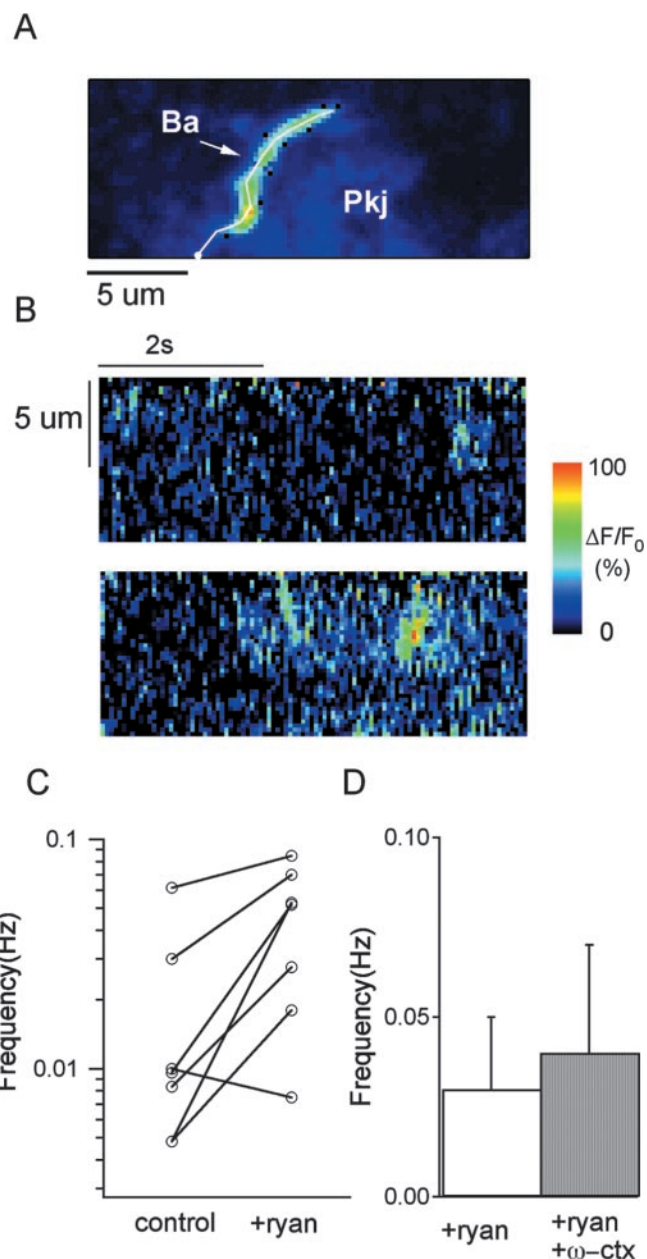 A
Ba
Pkj
5 um
B
2s
5 um
100
ΔF/F0
(%)
0
C
D
Frequency(Hz)
0.1
0.01
control
+ryan
Frequency(Hz)
0.10
0.05
0.00
+ryan
+ryan
+ω-ctx